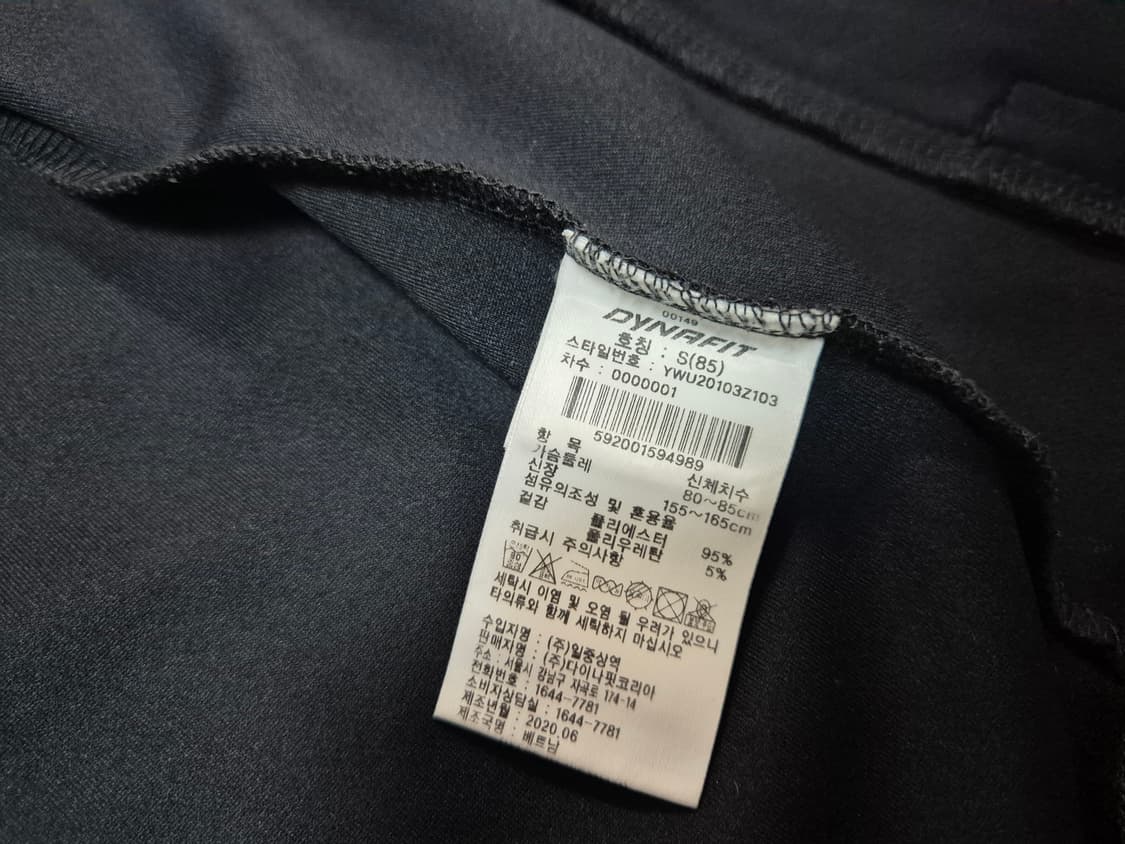 00149
DYNAFIT
호칭 : S(85)
스타일번호 : YWU20103Z103
차수 : 0000001
592001594989
항 목 신체치수
가슴둘레 80~85cm
신장 155~165cm
섬유의조성 및 혼용율
겉감 폴리에스터 95%
폴리우레탄 5%
취급시 주의사항
세탁시 이염 및 오염 될 우려가 있으니
타의류와 함께 세탁하지 마십시오
수입자명 : (주)일중상역
판매자명 : (주)다이나핏코리아
주소 : 서울시 강남구 자곡로 174-14
전화번호 : 1644-7781
소비자상담실 : 1644-7781
제조년월 : 2020.06
제조국명 : 베트남